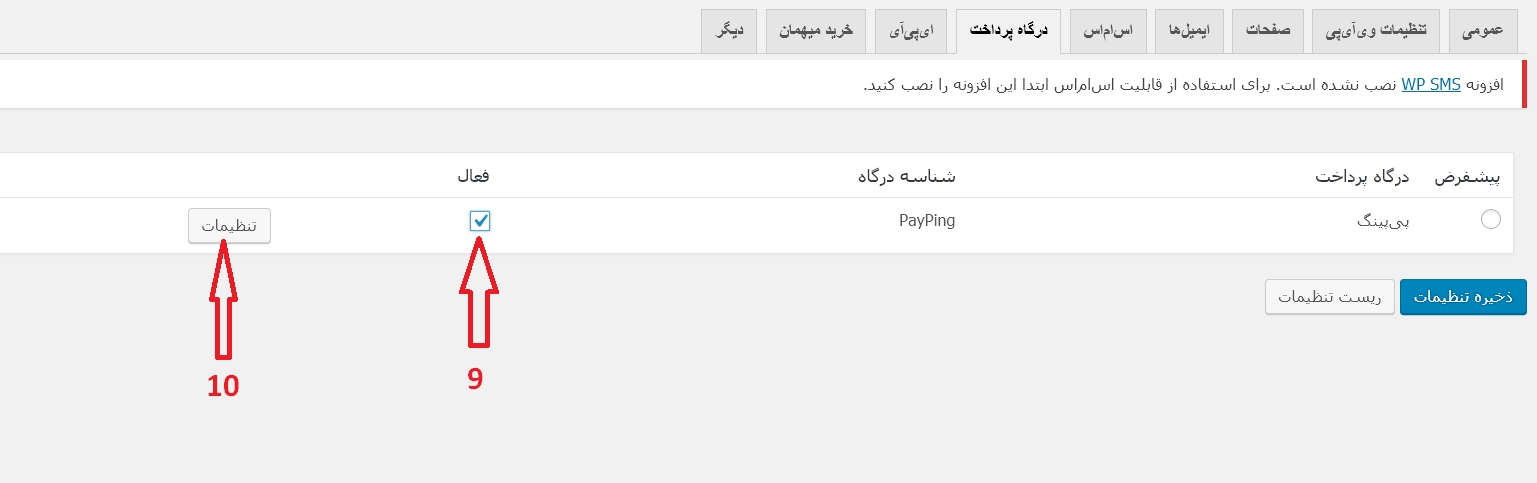 عمومی
تنظیمات وی‌آی‌پی
صفحات
ایمیل‌ها
اس‌ام‌اس
درگاه پرداخت
ای‌پی‌آی
خرید میهمان
دیگر
افزونه WP SMS نصب نشده است. برای استفاده از قابلیت اس‌ام‌اس ابتدا این افزونه را نصب کنید.
پیشفرض درگاه پرداخت شناسه درگاه فعال
پی‌پینگ PayPing تنظیمات
ذخیره تنظیمات ریست تنظیمات
9
10